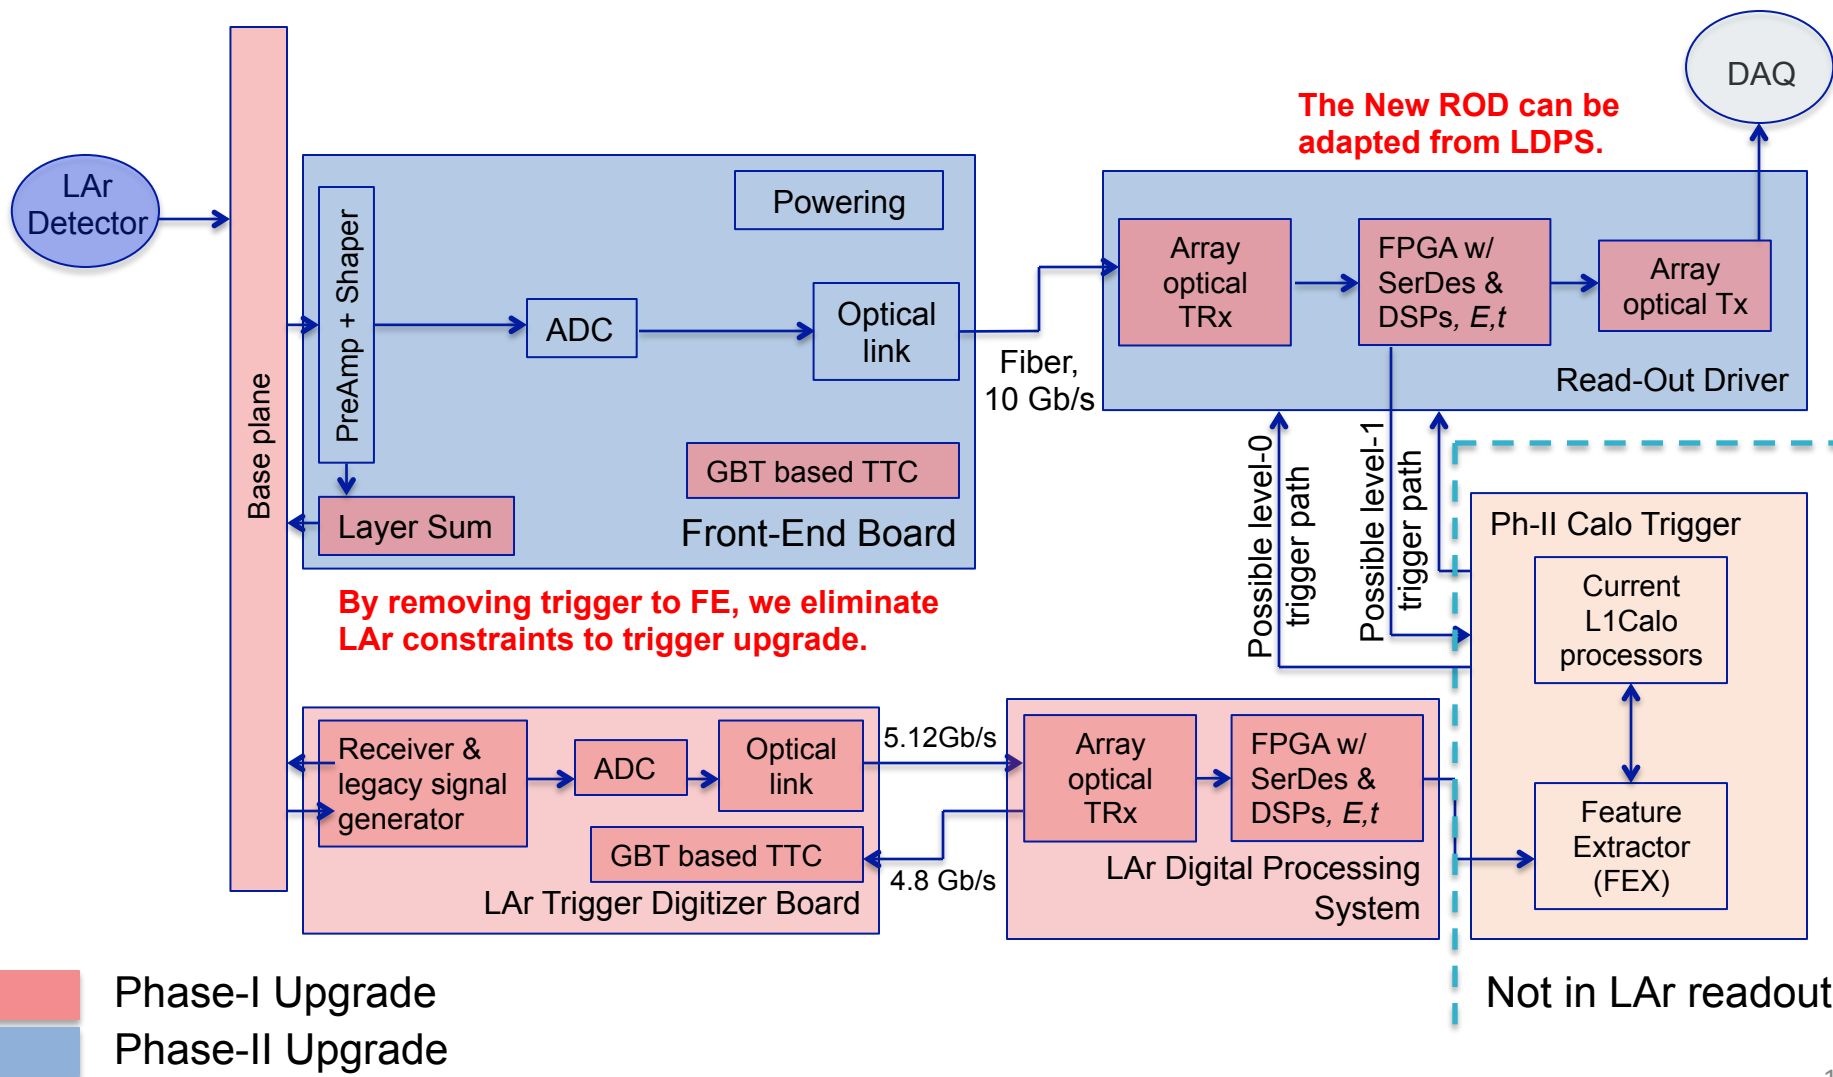 DAQ
The New ROD can be
adapted from LDPS.
LAr
Detector
Base plane
PreAmp + Shaper
Powering
ADC
Optical
link
GBT based TTC
Layer Sum
Front-End Board
Fiber,
10 Gb/s
Array
optical
TRx
FPGA w/
SerDes &
DSPs, E,t
Array
optical Tx
Read-Out Driver
By removing trigger to FE, we eliminate
LAr constraints to trigger upgrade.
Possible level-0
trigger path
Possible level-1
trigger path
Ph-II Calo Trigger
Current
L1Calo
processors
Feature
Extractor
(FEX)
Receiver &
legacy signal
generator
ADC
Optical
link
GBT based TTC
LAr Trigger Digitizer Board
5.12Gb/s
4.8 Gb/s
Array
optical
TRx
FPGA w/
SerDes &
DSPs, E,t
LAr Digital Processing
System
Not in LAr readout
Phase-I Upgrade
Phase-II Upgrade